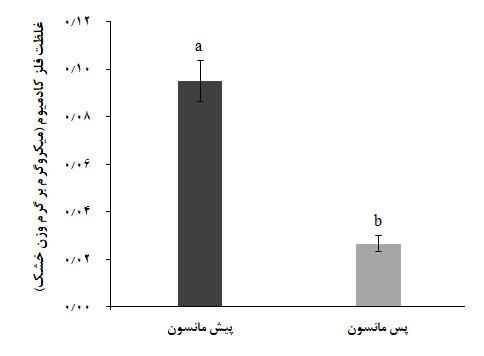 غلظت فلز کادمیوم (میکروگرم بر گرم وزن خشک)
۰/۱۲
۰/۱۰
۰/۰۸
۰/۰۶
۰/۰۴
۰/۰۲
۰/۰۰
a
b
پیش مانسون
پس مانسون